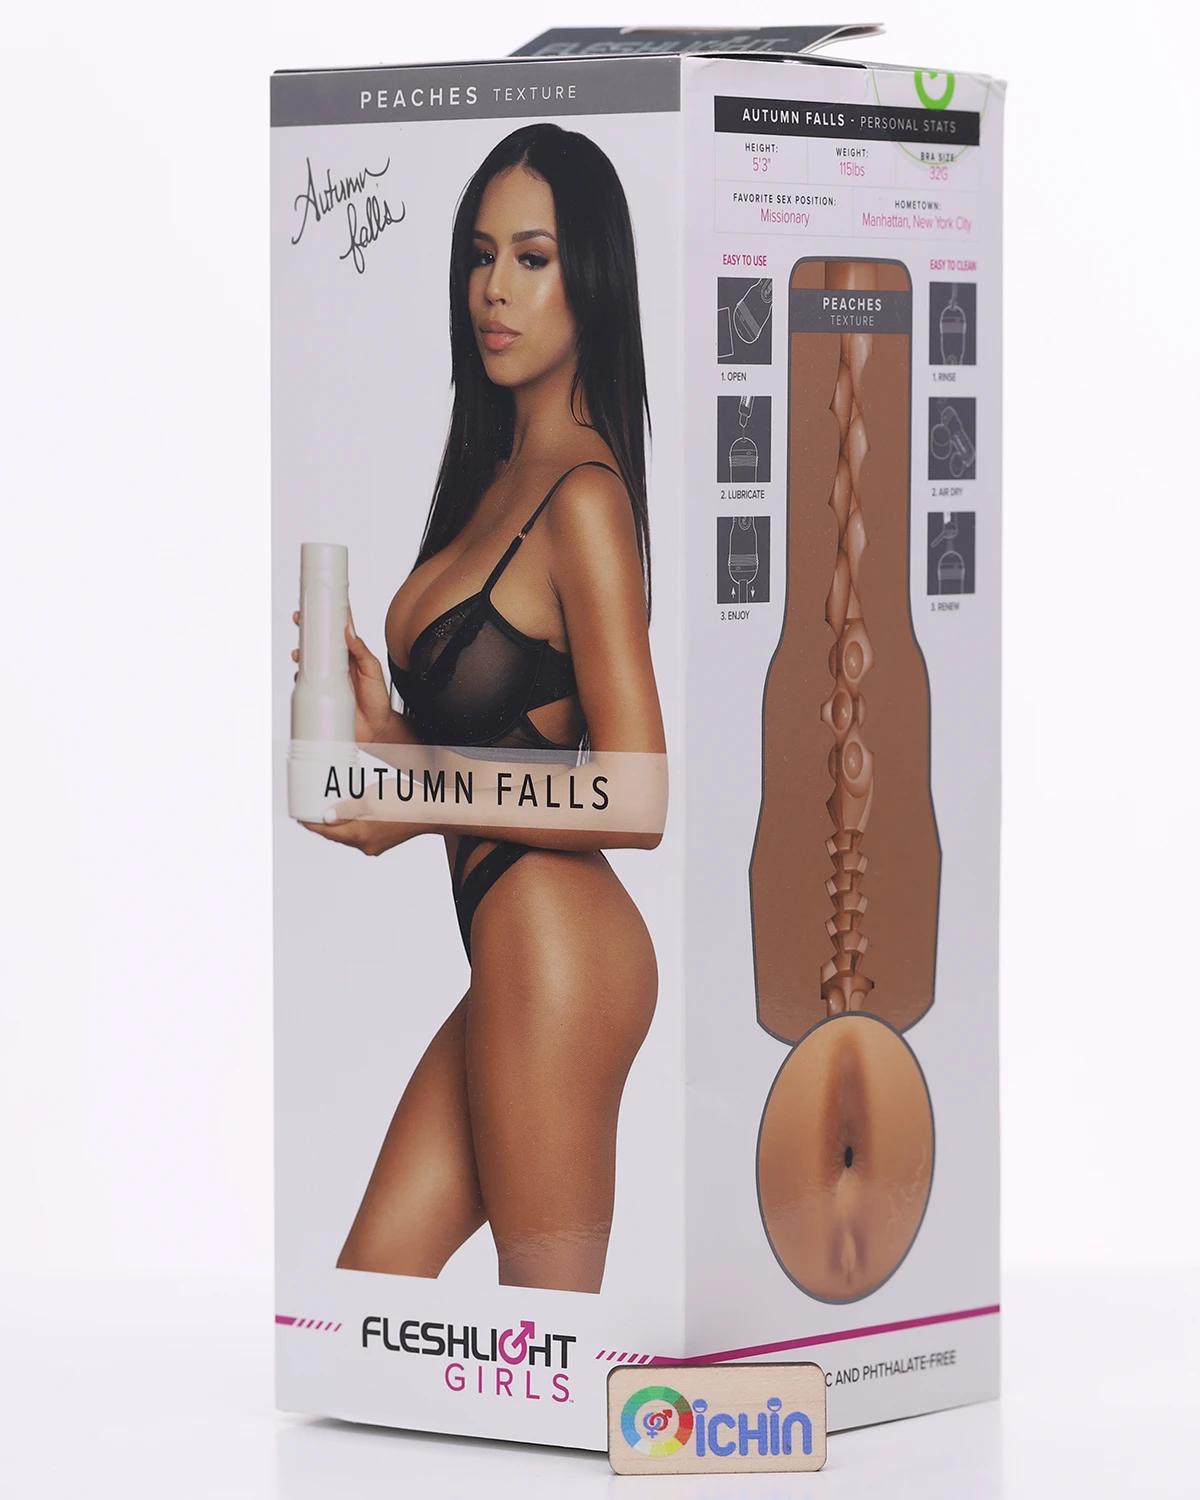 FLESHLIGHT
PEACHES TEXTURE
Autumn
Falls
AUTUMN FALLS
FLESHLIGHT
GIRLS
AUTUMN FALLS - PERSONAL STATS
HEIGHT:
5'3"
WEIGHT:
115lbs
BRA SIZE:
32G
FAVORITE SEX POSITION:
Missionary
HOMETOWN:
Manhattan, New York City
EASY TO USE
1. OPEN
2. LUBRICATE
3. ENJOY
PEACHES
TEXTURE
EASY TO CLEAN
1. RINSE
2. AIR DRY
3. RENEW
C AND PHTHALATE-FREE
ichin